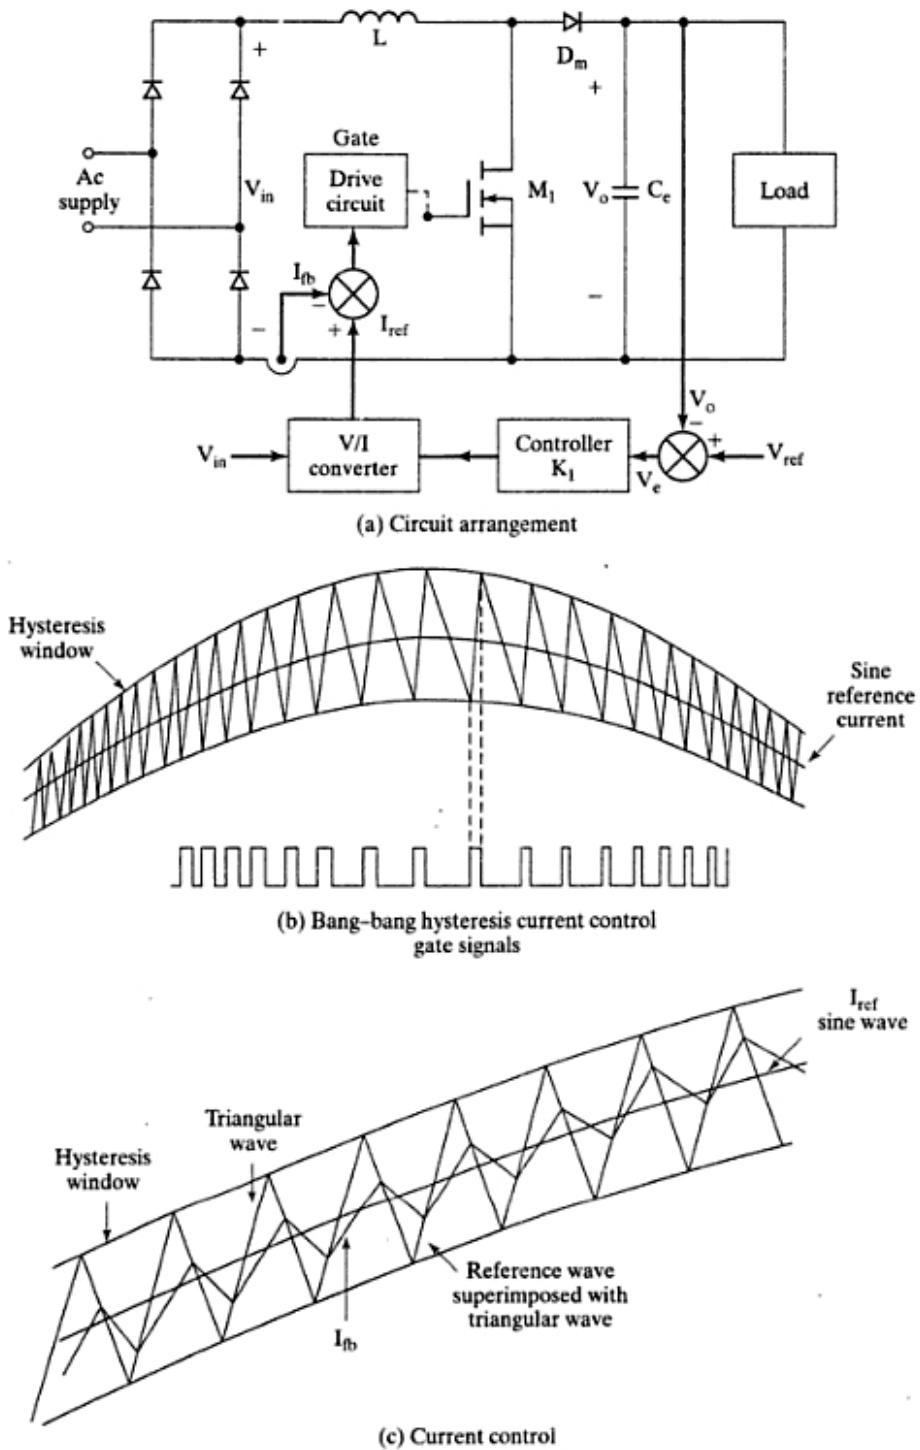 L
D_m
+
+
Gate
Drive
circuit
Ac
supply
V_in
M_1
V_o
C_e
Load
I_fb
−
+
I_ref
−
−
V_o
−
+
V_in
V/I
converter
Controller
K_1
V_e
V_ref
(a) Circuit arrangement
Hysteresis
window
Sine
reference
current
(b) Bang–bang hysteresis current control
gate signals
I_ref
sine wave
Triangular
wave
Hysteresis
window
Reference wave
superimposed with
triangular wave
I_fb
(c) Current control